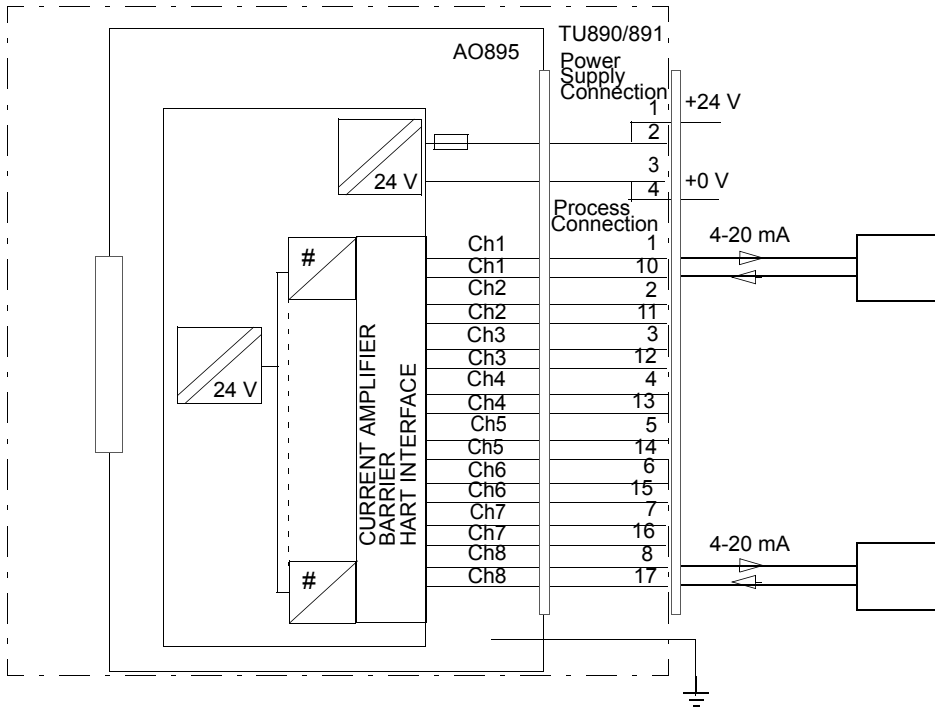 TU890/891
AO895
Power
Supply
Connection
1
+24 V
2
3
24 V
4
+0 V
Process
Connection
4-20 mA
#
Ch1
1
Ch1
10
Ch2
2
Ch2
11
Ch3
3
Ch3
12
24 V
Ch4
4
Ch4
13
Ch5
5
Ch5
14
Ch6
6
Ch6
15
Ch7
7
Ch7
16
Ch8
8
4-20 mA
#
Ch8
17
CURRENT AMPLIFIER
BARRIER
HART INTERFACE